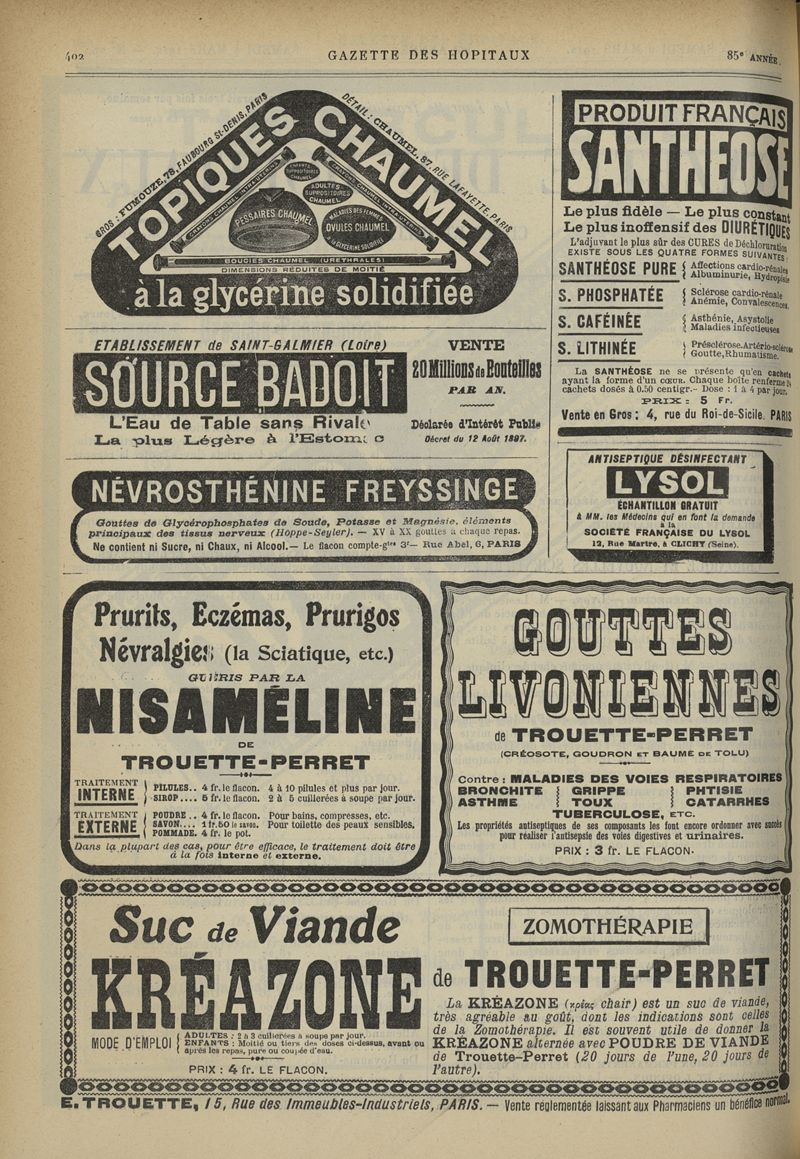 402 GAZETTE DES HOPITAUX 85e ANNÉE.
GROS : FUMOUZE, 78, FAUBOURG St-DENIS, PARIS
DÉTAIL : CHAUMEL, 87, RUE LAFAYETTE, PARIS
TOPIQUES CHAUMEL
ENFANTS
SUPPOSITOIRES
CHAUMEL
ADULTES
SUPPOSITOIRES
CHAUMEL
PESSAIRES CHAUMEL
MALADIES DES FEMMES
OVULES CHAUMEL
à LA GLYCÉRINE SOLIDIFIÉE
BOUGIES CHAUMEL (URÉTHRALES)
DIMENSIONS RÉDUITES DE MOITIÉ
à la glycérine solidifiée
PRODUIT FRANÇAIS
SANTHEOSE
Le plus fidèle — Le plus constant
Le plus inoffensif des DIURÉTIQUES
L'adjuvant le plus sûr des CURES de Déchloruration
EXISTE SOUS LES QUATRE FORMES SUIVANTES :
SANTHÉOSE PURE { Affections cardio-rénales
Albuminurie, Hydropisie
S. PHOSPHATÉE { Sclérose cardio-rénale
Anémie, Convalescences
S. CAFÉINÉE { Asthénie, Asystolie
Maladies infectieuses
S. LITHINÉE { Présclérose, Artério-sclérose
Goutte, Rhumatisme.
La SANTHÉOSE ne se présente qu'en cachets
ayant la forme d'un cœur. Chaque boîte renferme 24
cachets dosés à 0.50 centigr.- Dose : 1 à 4 par jour.
PRIX : 5 Fr.
Vente en Gros : 4, rue du Roi-de-Sicile. PARIS
ETABLISSEMENT de SAINT-GALMIER (Loire)
SOURCE BADOIT
L'Eau de Table sans Rivale
La plus Légère à l'Estomac
VENTE
20 Millions de Bouteilles
PAR AN.
Déclarée d'Intérêt Public
Décret du 12 Août 1897.
ANTISEPTIQUE DÉSINFECTANT
LYSOL
ÉCHANTILLON GRATUIT
à MM. les Médecins qui en font la demande
à la
SOCIÉTÉ FRANÇAISE DU LYSOL
12, Rue Martre, à CLICHY (Seine).
NÉVROSTHÉNINE FREYSSINGE
Gouttes de Glycérophosphates de Soude, Potasse et Magnésie, éléments
principaux des tissus nerveux (Hoppe-Seyler). — XV à XX gouttes à chaque repas.
Ne contient ni Sucre, ni Chaux, ni Alcool.— Le flacon compte-gttes 3f— Rue Abel, 6, PARIS
Prurits, Eczémas, Prurigos
Névralgies (la Sciatique, etc.)
GUÉRIS PAR LA
NISAMÉLINE
DE
TROUETTE-PERRET
TRAITEMENT INTERNE { PILULES.. 4 fr. le flacon. 4 à 10 pilules et plus par jour.
SIROP.... 5 fr. le flacon. 2 à 5 cuillerées à soupe par jour.
TRAITEMENT EXTERNE { POUDRE .. 4 fr. le flacon. Pour bains, compresses, etc.
SAVON.... 1 fr. 50 le savon. Pour toilette des peaux sensibles.
POMMADE. 4 fr. le pot.
Dans la plupart des cas, pour être efficace, le traitement doit être
à la fois interne et externe.
GOUTTES
LIVONIENNES
de TROUETTE-PERRET
(CRÉOSOTE, GOUDRON ET BAUME DE TOLU)
Contre : MALADIES DES VOIES RESPIRATOIRES
BRONCHITE GRIPPE PHTISIE
ASTHME TOUX CATARRHES
TUBERCULOSE, ETC.
Les propriétés antiseptiques de ses composants les font encore ordonner avec succès
pour réaliser l'antisepsie des voies digestives et urinaires.
PRIX : 3 fr. LE FLACON.
Suc de Viande
KRÉAZONE
MODE D'EMPLOI { ADULTES : 2 à 3 cuillerées à soupe par jour.
ENFANTS : Moitié ou tiers des doses ci-dessus, avant ou
après les repas, pure ou coupée d'eau.
PRIX : 4 fr. LE FLACON.
ZOMOTHÉRAPIE
de TROUETTE-PERRET
La KRÉAZONE (κρέας chair) est un suc de viande,
très agréable au goût, dont les indications sont celles
de la Zomothérapie. Il est souvent utile de donner la
KRÉAZONE alternée avec POUDRE DE VIANDE
de Trouette-Perret (20 jours de l'une, 20 jours de
l'autre).
E. TROUETTE, 15, Rue des Immeubles-Industriels, PARIS. — Vente réglementée laissant aux Pharmaciens un bénéfice normal.